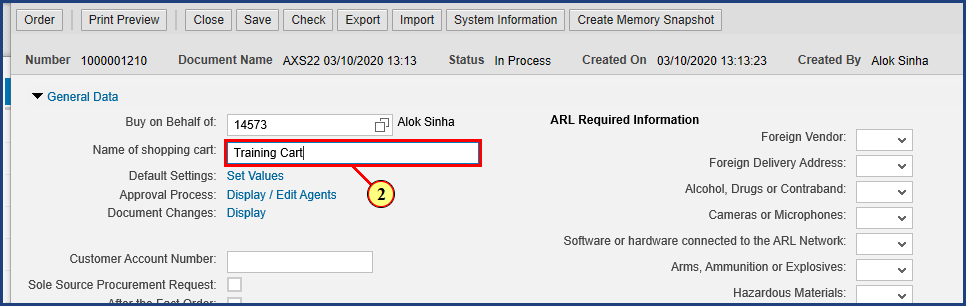 Order Print Preview Close Save Check Export Import System Information Create Memory Snapshot
Number 1000001210 Document Name AXS22 03/10/2020 13:13 Status In Process Created On 03/10/2020 13:13:23 Created By Alok Sinha
General Data
Buy on Behalf of: 14573 Alok Sinha
Name of shopping cart: Training Cart
2
Default Settings: Set Values
Approval Process: Display / Edit Agents
Document Changes: Display
Customer Account Number:
Sole Source Procurement Request:
After the Fact Order:
ARL Required Information
Foreign Vendor:
Foreign Delivery Address:
Alcohol, Drugs or Contraband:
Cameras or Microphones:
Software or hardware connected to the ARL Network:
Arms, Ammunition or Explosives:
Hazardous Materials: